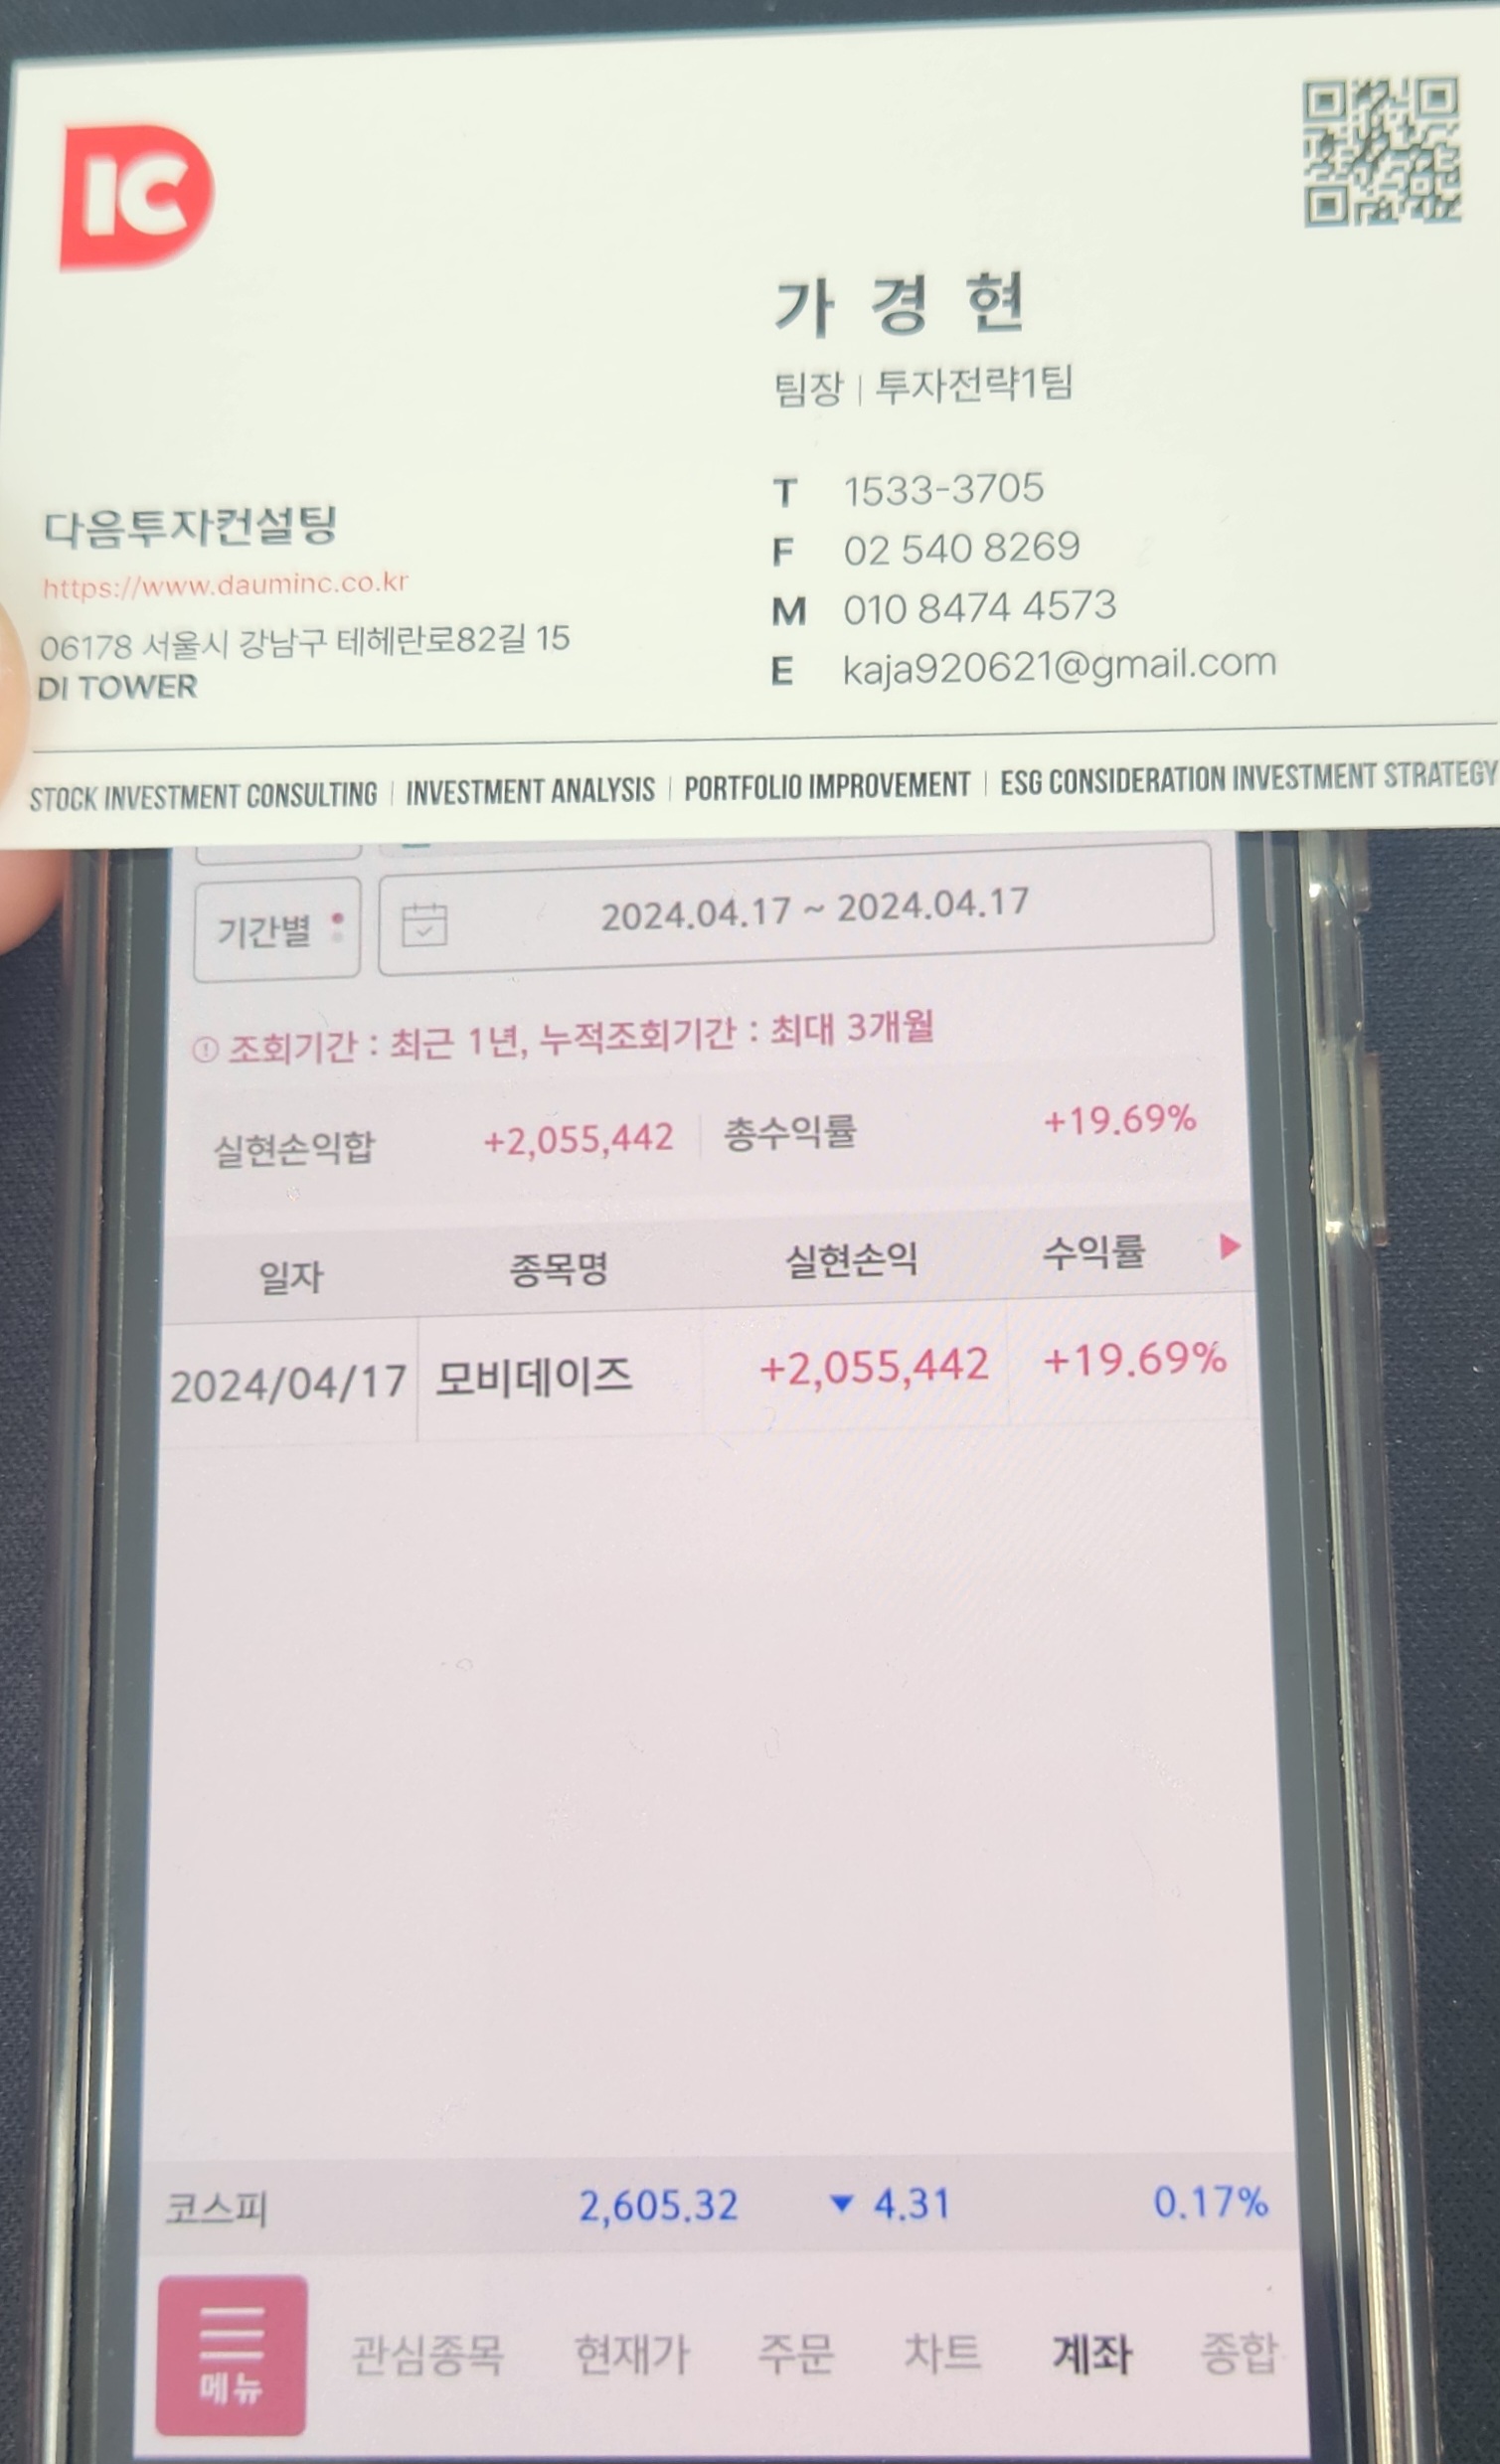 IC
가경현
팀장 | 투자전략1팀
T 1533-3705
F 02 540 8269
M 010 8474 4573
E kaja920621@gmail.com
다음투자컨설팅
https://www.dauminc.co.kr
06178 서울시 강남구 테헤란로82길 15
DI TOWER
STOCK INVESTMENT CONSULTING | INVESTMENT ANALYSIS | PORTFOLIO IMPROVEMENT | ESG CONSIDERATION INVESTMENT STRATEGY
기간별 2024.04.17 ~ 2024.04.17
조회기간 : 최근 1년, 누적조회기간 : 최대 3개월
실현손익합 +2,055,442 총수익률 +19.69%
일자 종목명 실현손익 수익률
2024/04/17 모비데이즈 +2,055,442 +19.69%
코스피 2,605.32 ▼ 4.31 0.17%
메뉴 관심종목 현재가 주문 차트 계좌 종합